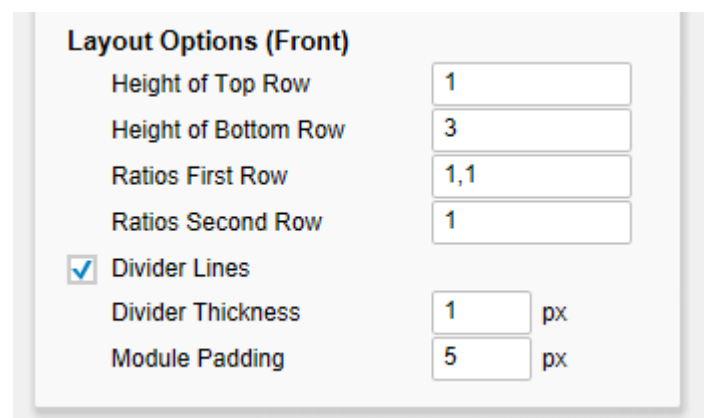 Layout Options (Front)
Height of Top Row 1
Height of Bottom Row 3
Ratios First Row 1,1
Ratios Second Row 1
Divider Lines
Divider Thickness 1 px
Module Padding 5 px